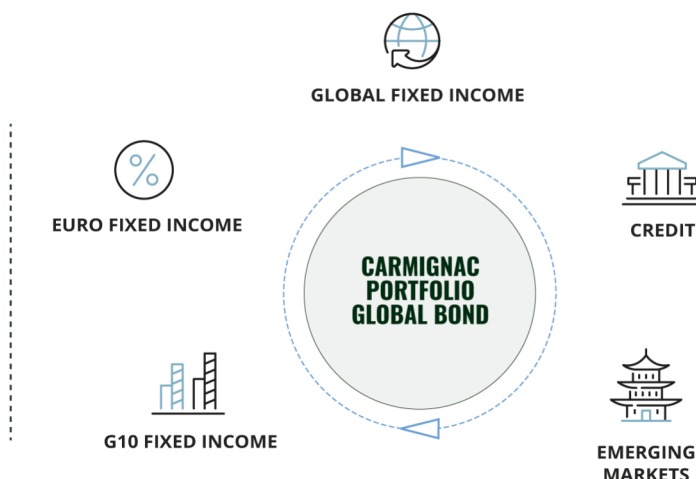 GLOBAL FIXED INCOME
EURO FIXED INCOME
CREDIT
CARMIGNAC
PORTFOLIO
GLOBAL BOND
G10 FIXED INCOME
EMERGING
MARKETS